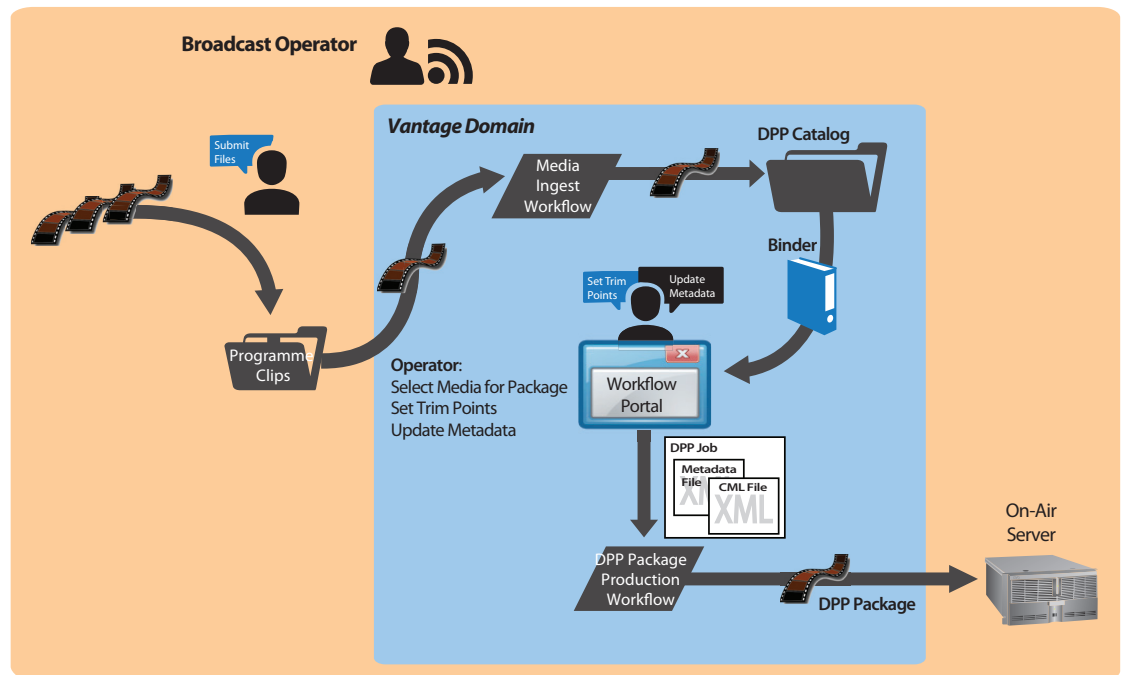 Broadcast Operator
Vantage Domain
Submit
Files
Media
Ingest
Workflow
DPP Catalog
Binder
Set Trim
Points
Update
Metadata
Programme
Clips
Operator:
Select Media for Package
Set Trim Points
Update Metadata
Workflow
Portal
DPP Job
Metadata
File
XML
CML File
XML
DPP Package
Production
Workflow
DPP Package
On-Air
Server